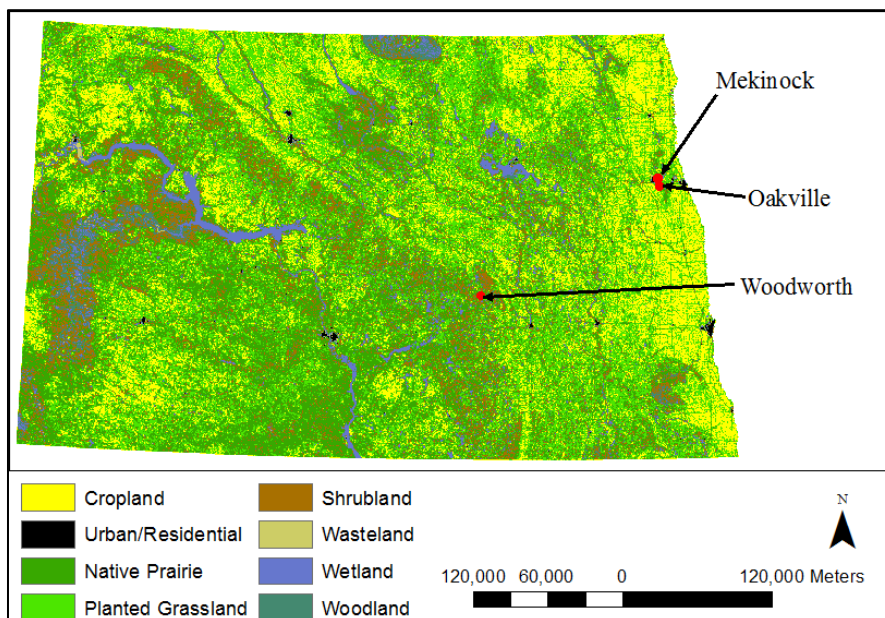 Mekinock
Oakville
Woodworth
Cropland
Urban/Residential
Native Prairie
Planted Grassland
Shrubland
Wasteland
Wetland
Woodland
N
120,000 60,000 0 120,000 Meters